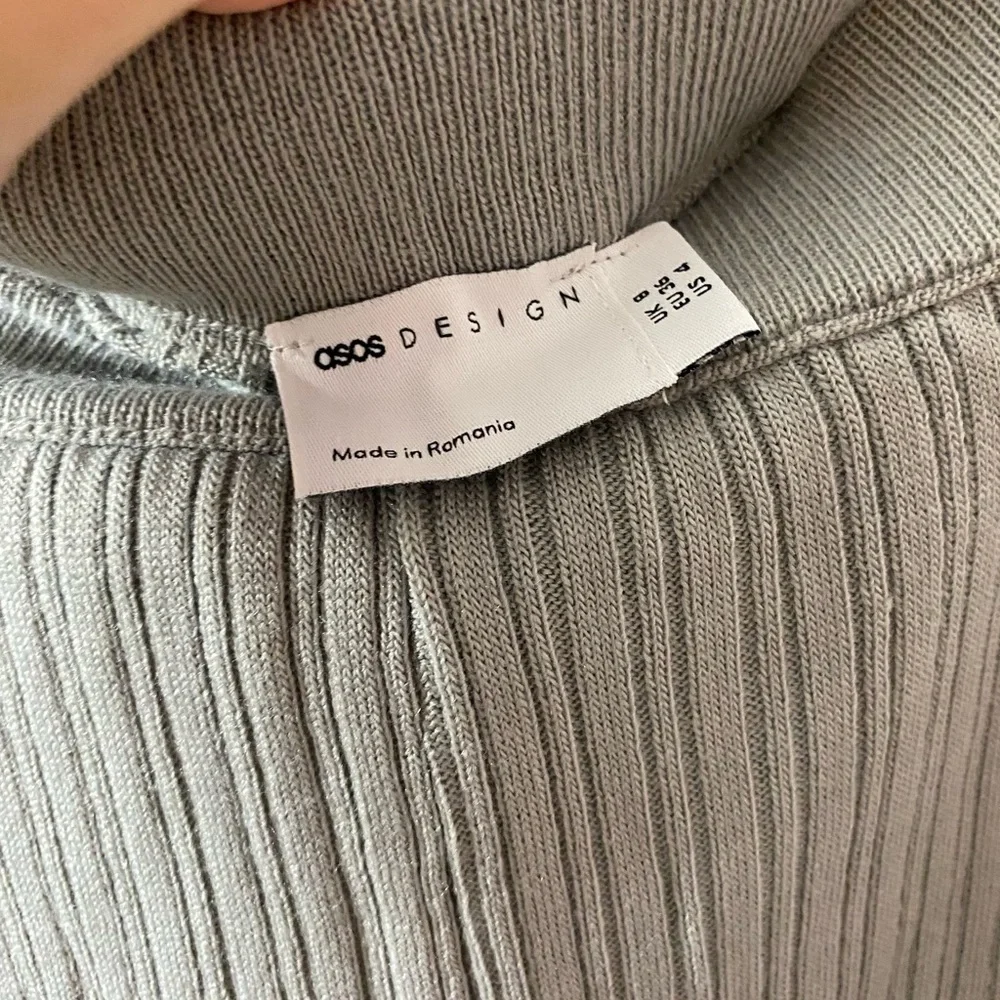 asos DESIGN
Made in Romania
UK 8
EU 36
US 4